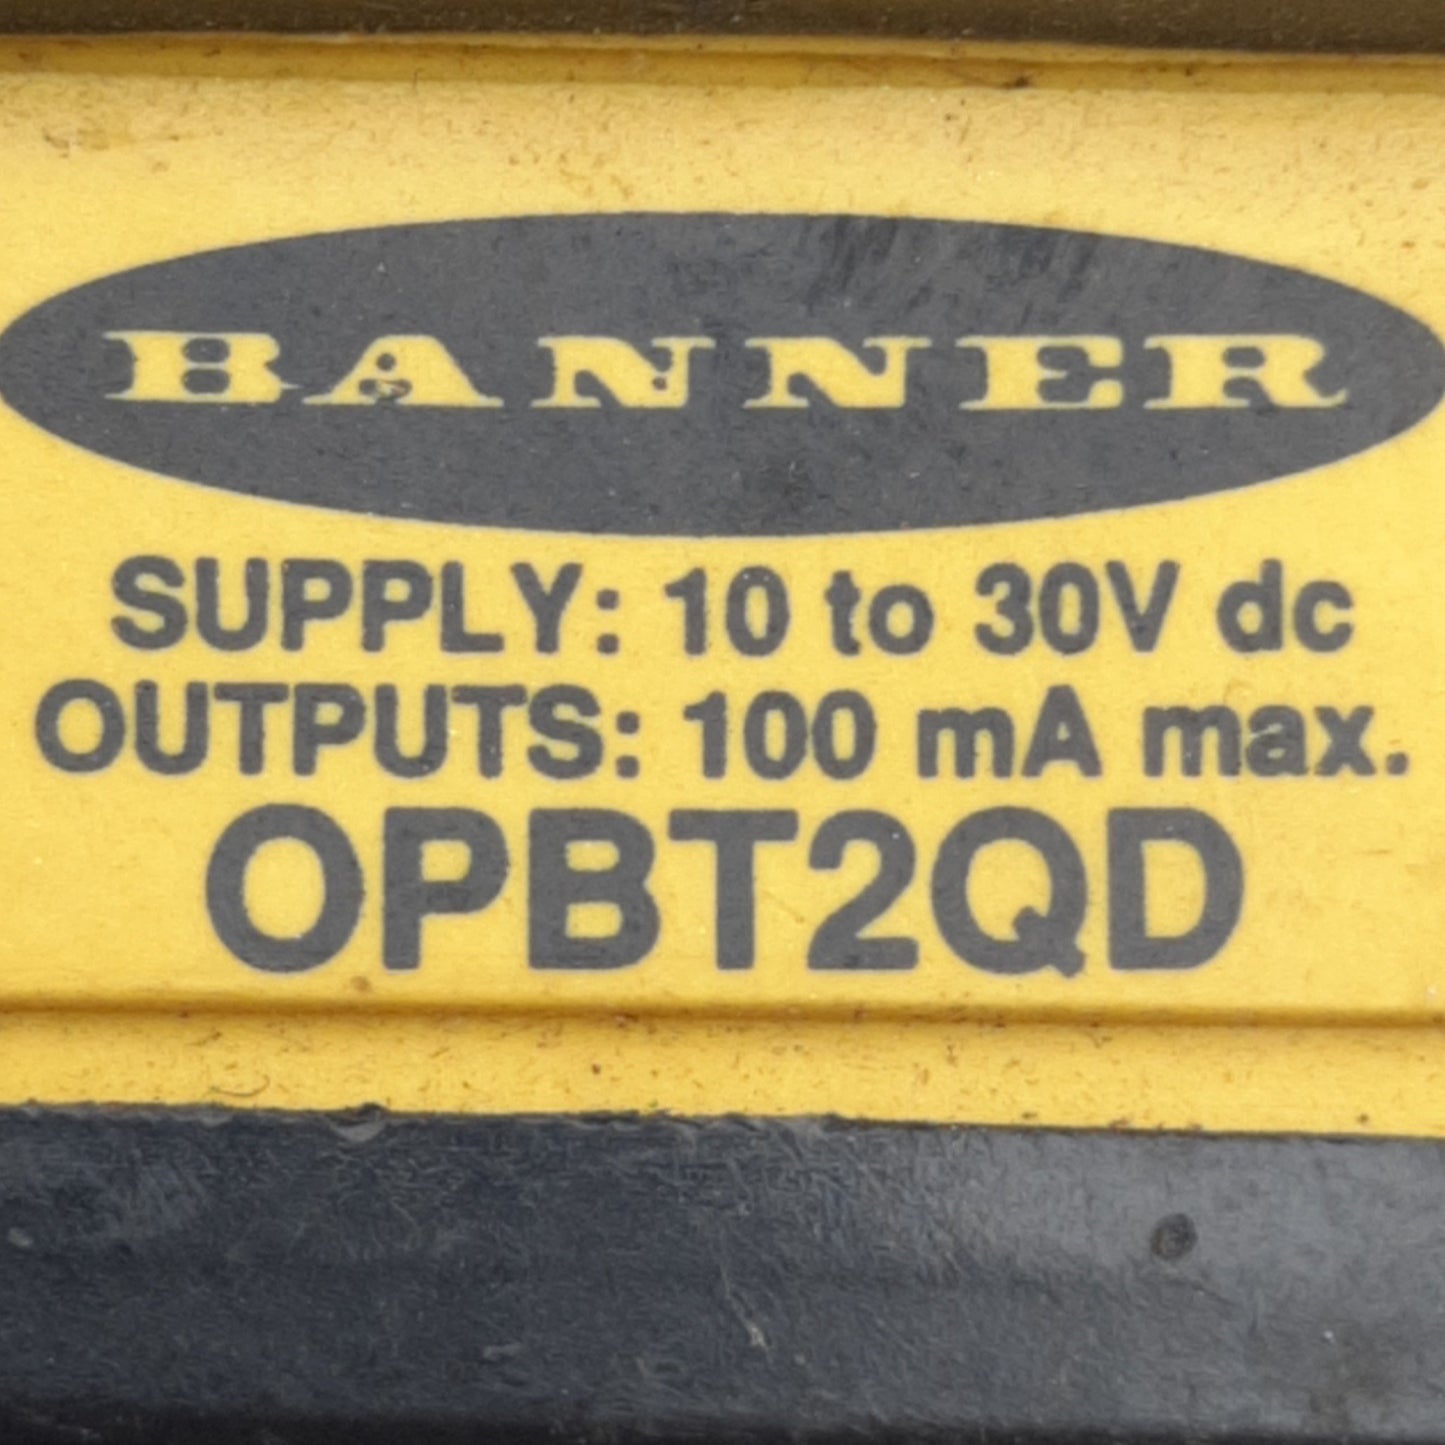 BANNER
SUPPLY: 10 to 30V dc
OUTPUTS: 100 mA max.
OPBT2QD